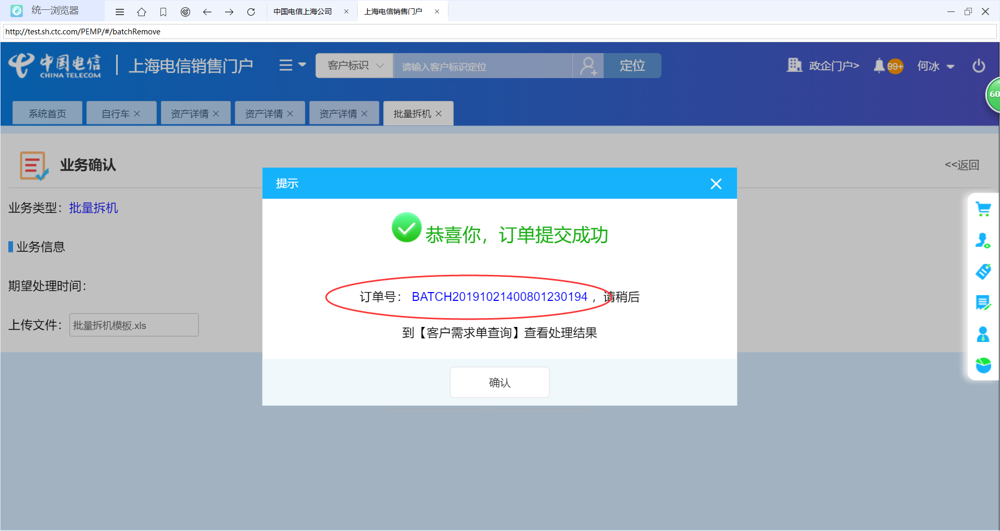 统一浏览器
中国电信上海公司 上海电信销售门户
http://test.sh.ctc.com/PEMP/#/batchRemove
中国电信 CHINA TELECOM 上海电信销售门户 客户标识 请输入客户标识定位 定位 政企门户> 99+ 何冰
60
系统首页 自行车 资产详情 资产详情 资产详情 批量拆机
业务确认 <<返回
提示
业务类型： 批量拆机
恭喜你，订单提交成功
业务信息
期望处理时间：
订单号： BATCH20191021400801230194 ，请稍后
上传文件： 批量拆机模板.xls
到【客户需求单查询】查看处理结果
确认